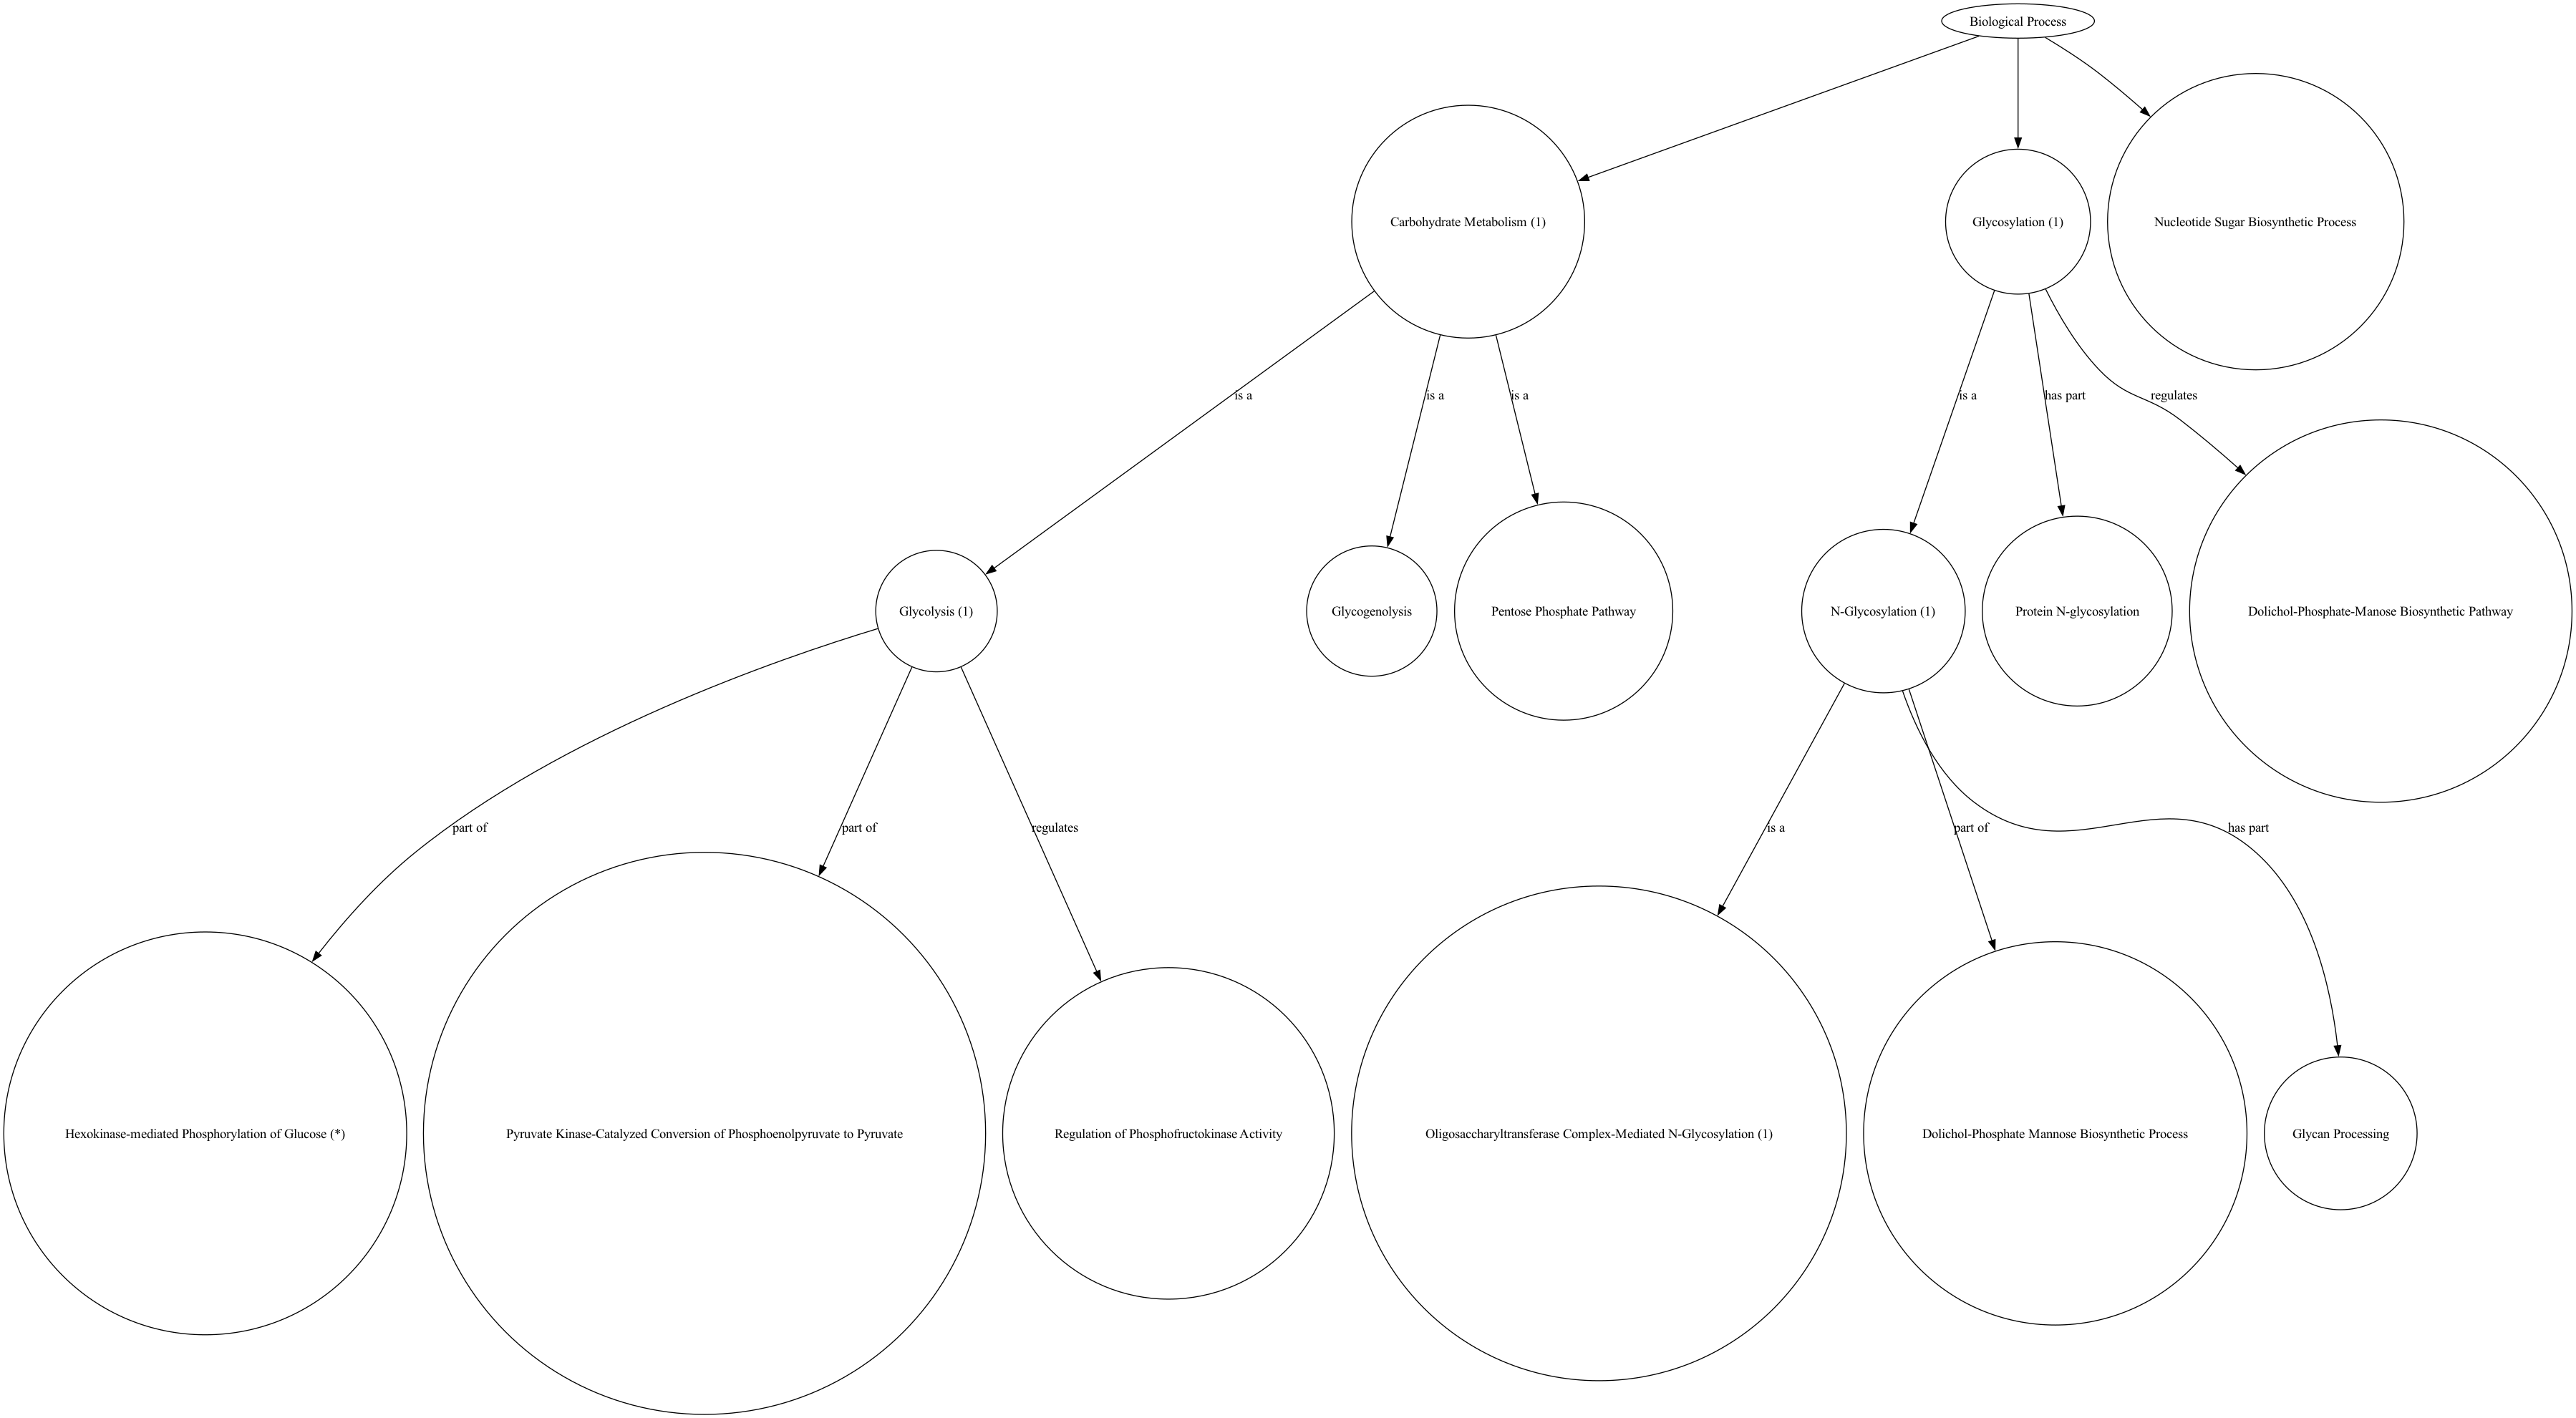 Biological Process
Carbohydrate Metabolism (1)
Glycosylation (1)
Nucleotide Sugar Biosynthetic Process
is a
is a
is a
is a
has part
regulates
Glycolysis (1)
Glycogenolysis
Pentose Phosphate Pathway
N-Glycosylation (1)
Protein N-glycosylation
Dolichol-Phosphate-Manose Biosynthetic Pathway
part of
part of
regulates
is a
part of
has part
Hexokinase-mediated Phosphorylation of Glucose (*)
Pyruvate Kinase-Catalyzed Conversion of Phosphoenolpyruvate to Pyruvate
Regulation of Phosphofructokinase Activity
Oligosaccharyltransferase Complex-Mediated N-Glycosylation (1)
Dolichol-Phosphate Mannose Biosynthetic Process
Glycan Processing